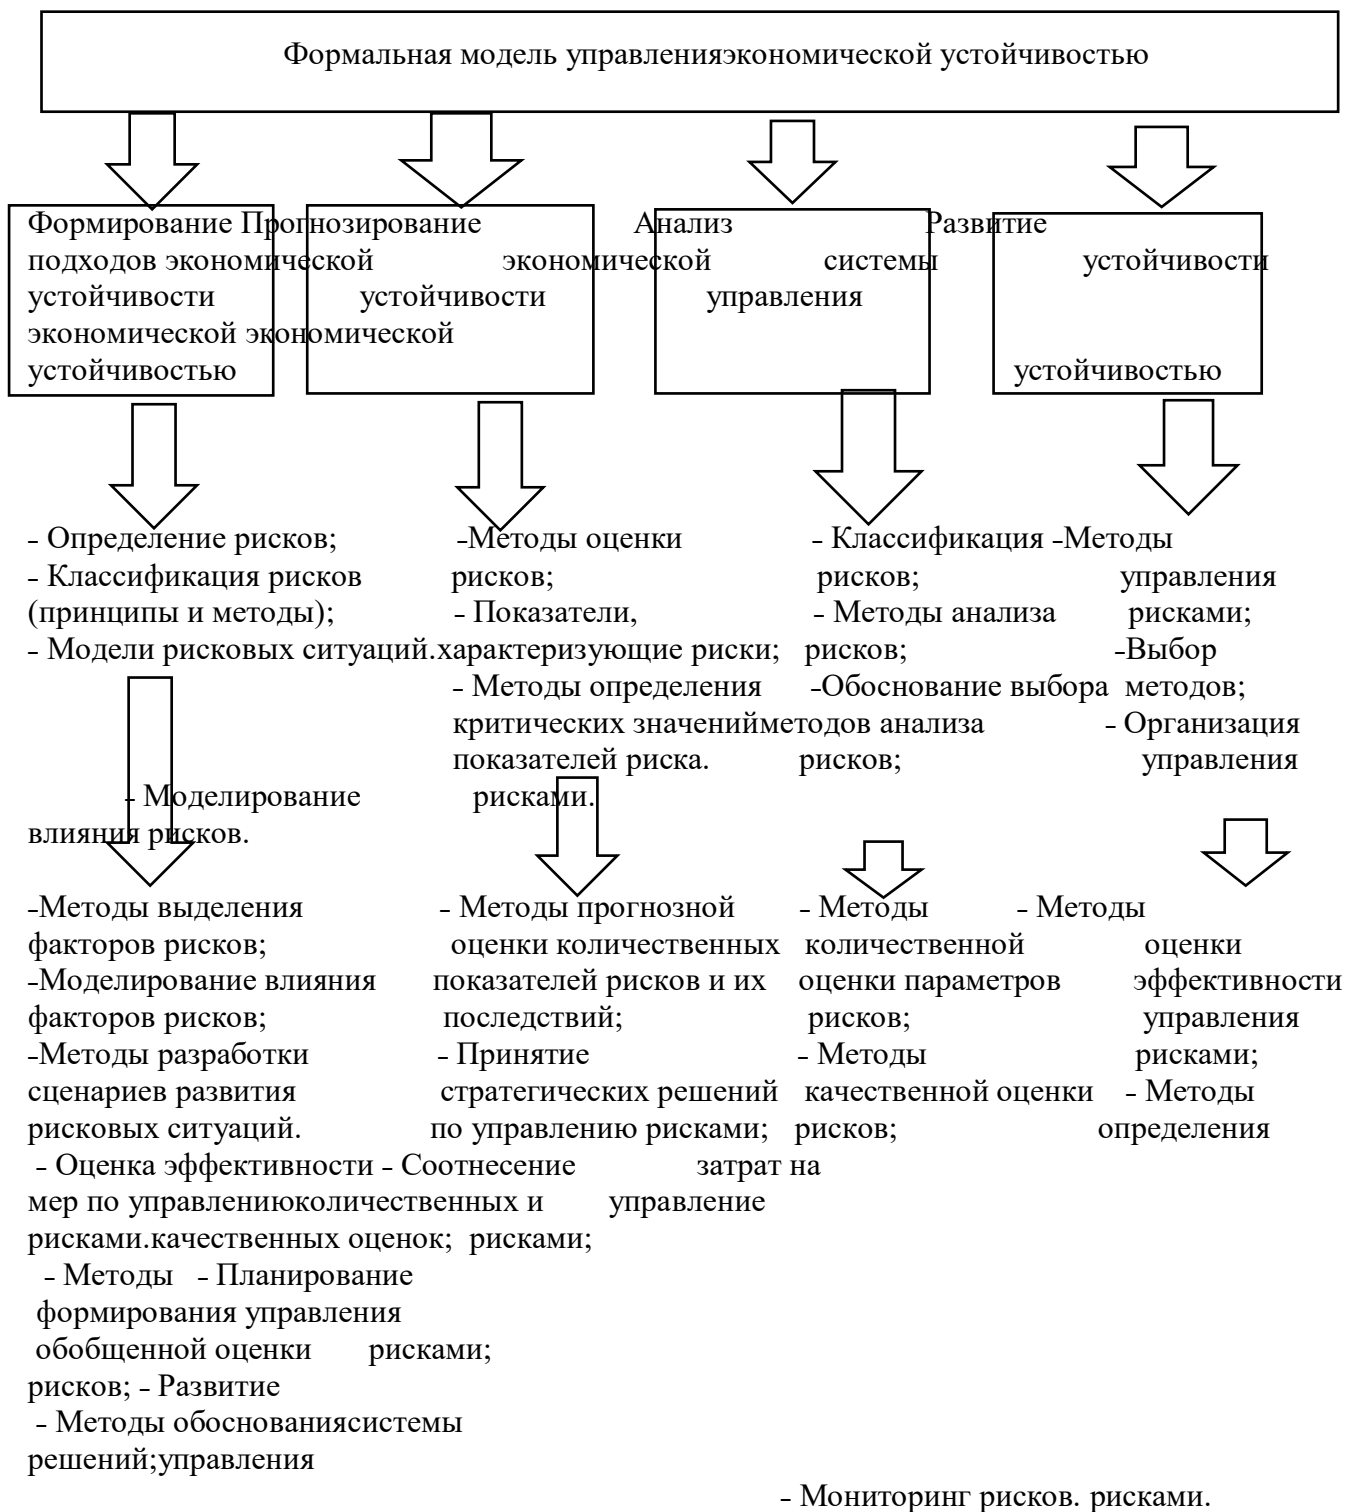 Формальная модель управленияэкономической устойчивостью
Формирование Прогнозирование Анализ Развитие
подходов экономической экономической системы устойчивости
устойчивости устойчивости управления
экономической экономической
устойчивостью устойчивостью
- Определение рисков; -Методы оценки - Классификация -Методы
- Классификация рисков рисков; рисков; управления
(принципы и методы); - Показатели, - Методы анализа рисками;
- Модели рисковых ситуаций.характеризующие риски; рисков; -Выбор
- Методы определения -Обоснование выбора методов;
критических значенийметодов анализа - Организация
показателей риска. рисков; управления
- Моделирование рисками.
влияния рисков.
-Методы выделения - Методы прогнозной - Методы - Методы
факторов рисков; оценки количественных количественной оценки
-Моделирование влияния показателей рисков и их оценки параметров эффективности
факторов рисков; последствий; рисков; управления
-Методы разработки - Принятие - Методы рисками;
сценариев развития стратегических решений качественной оценки - Методы
рисковых ситуаций. по управлению рисками; рисков; определения
- Оценка эффективности - Соотнесение затрат на
мер по управлениюколичественных и управление
рисками.качественных оценок; рисками;
- Методы - Планирование
формирования управления
обобщенной оценки рисками;
рисков; - Развитие
- Методы обоснованиясистемы
решений;управления
- Мониторинг рисков. рисками.